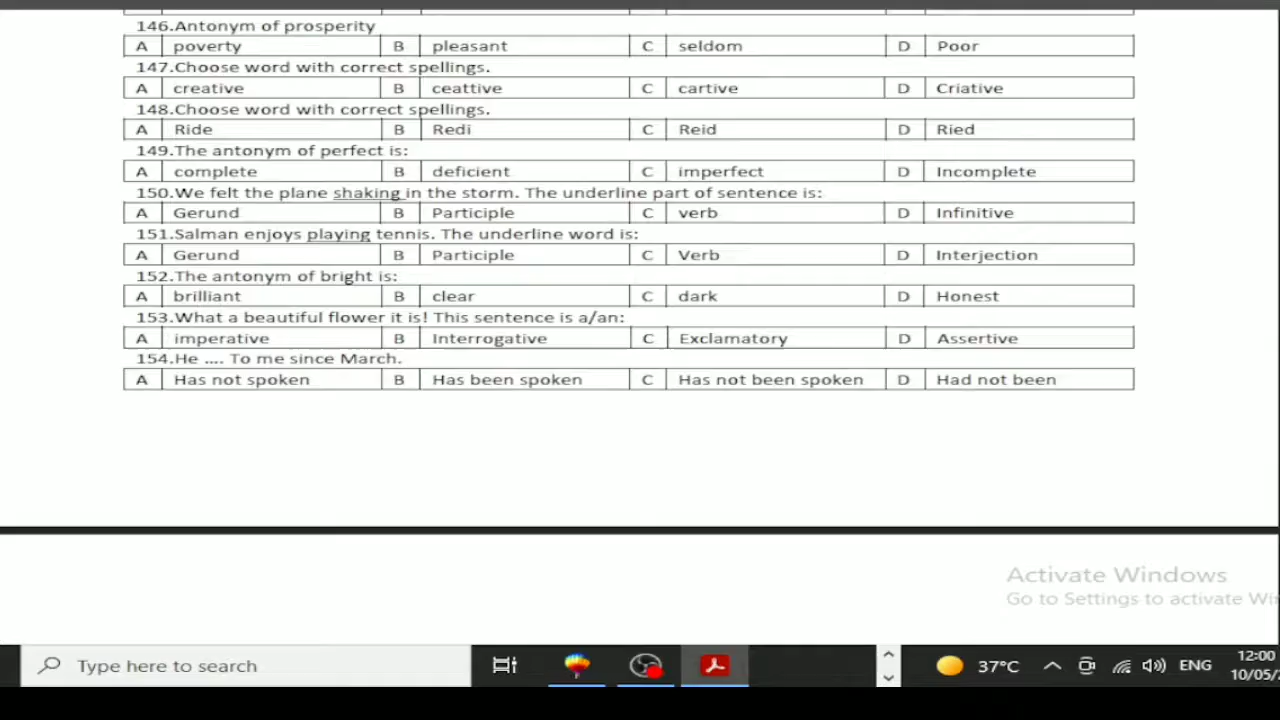 146.Antonym of prosperity
A poverty B pleasant C seldom D Poor
147.Choose word with correct spellings.
A creative B ceattive C cartive D Criative
148.Choose word with correct spellings.
A Ride B Redi C Reid D Ried
149.The antonym of perfect is:
A complete B deficient C imperfect D Incomplete
150.We felt the plane shaking in the storm. The underline part of sentence is:
A Gerund B Participle C verb D Infinitive
151.Salman enjoys playing tennis. The underline word is:
A Gerund B Participle C Verb D Interjection
152.The antonym of bright is:
A brilliant B clear C dark D Honest
153.What a beautiful flower it is! This sentence is a/an:
A imperative B Interrogative C Exclamatory D Assertive
154.He .... To me since March.
A Has not spoken B Has been spoken C Has not been spoken D Had not been
Activate Windows
Go to Settings to activate Wi
Type here to search 37°C ENG 12:00
10/05/